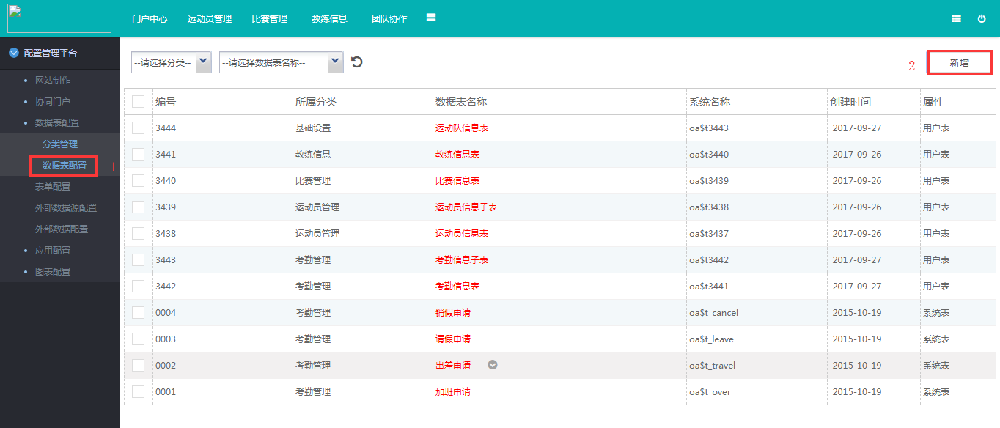 门户中心 运动员管理 比赛管理 教练信息 团队协作
配置管理平台
网站制作
协同门户
数据表配置
分类管理
数据表配置 1
表单配置
外部数据源配置
外部数据配置
应用配置
图表配置
--请选择分类-- --请选择数据表名称-- 2 新增
编号 所属分类 数据表名称 系统名称 创建时间 属性
3444 基础设置 运动队信息表 oa$t3443 2017-09-27 用户表
3441 教练信息 教练信息表 oa$t3440 2017-09-26 用户表
3440 比赛管理 比赛信息表 oa$t3439 2017-09-26 用户表
3439 运动员管理 运动员信息子表 oa$t3438 2017-09-26 用户表
3438 运动员管理 运动员信息表 oa$t3437 2017-09-26 用户表
3443 考勤管理 考勤信息子表 oa$t3442 2017-09-27 用户表
3442 考勤管理 考勤信息表 oa$t3441 2017-09-27 用户表
0004 考勤管理 销假申请 oa$t_cancel 2015-10-19 系统表
0003 考勤管理 请假申请 oa$t_leave 2015-10-19 系统表
0002 考勤管理 出差申请 oa$t_travel 2015-10-19 系统表
0001 考勤管理 加班申请 oa$t_over 2015-10-19 系统表